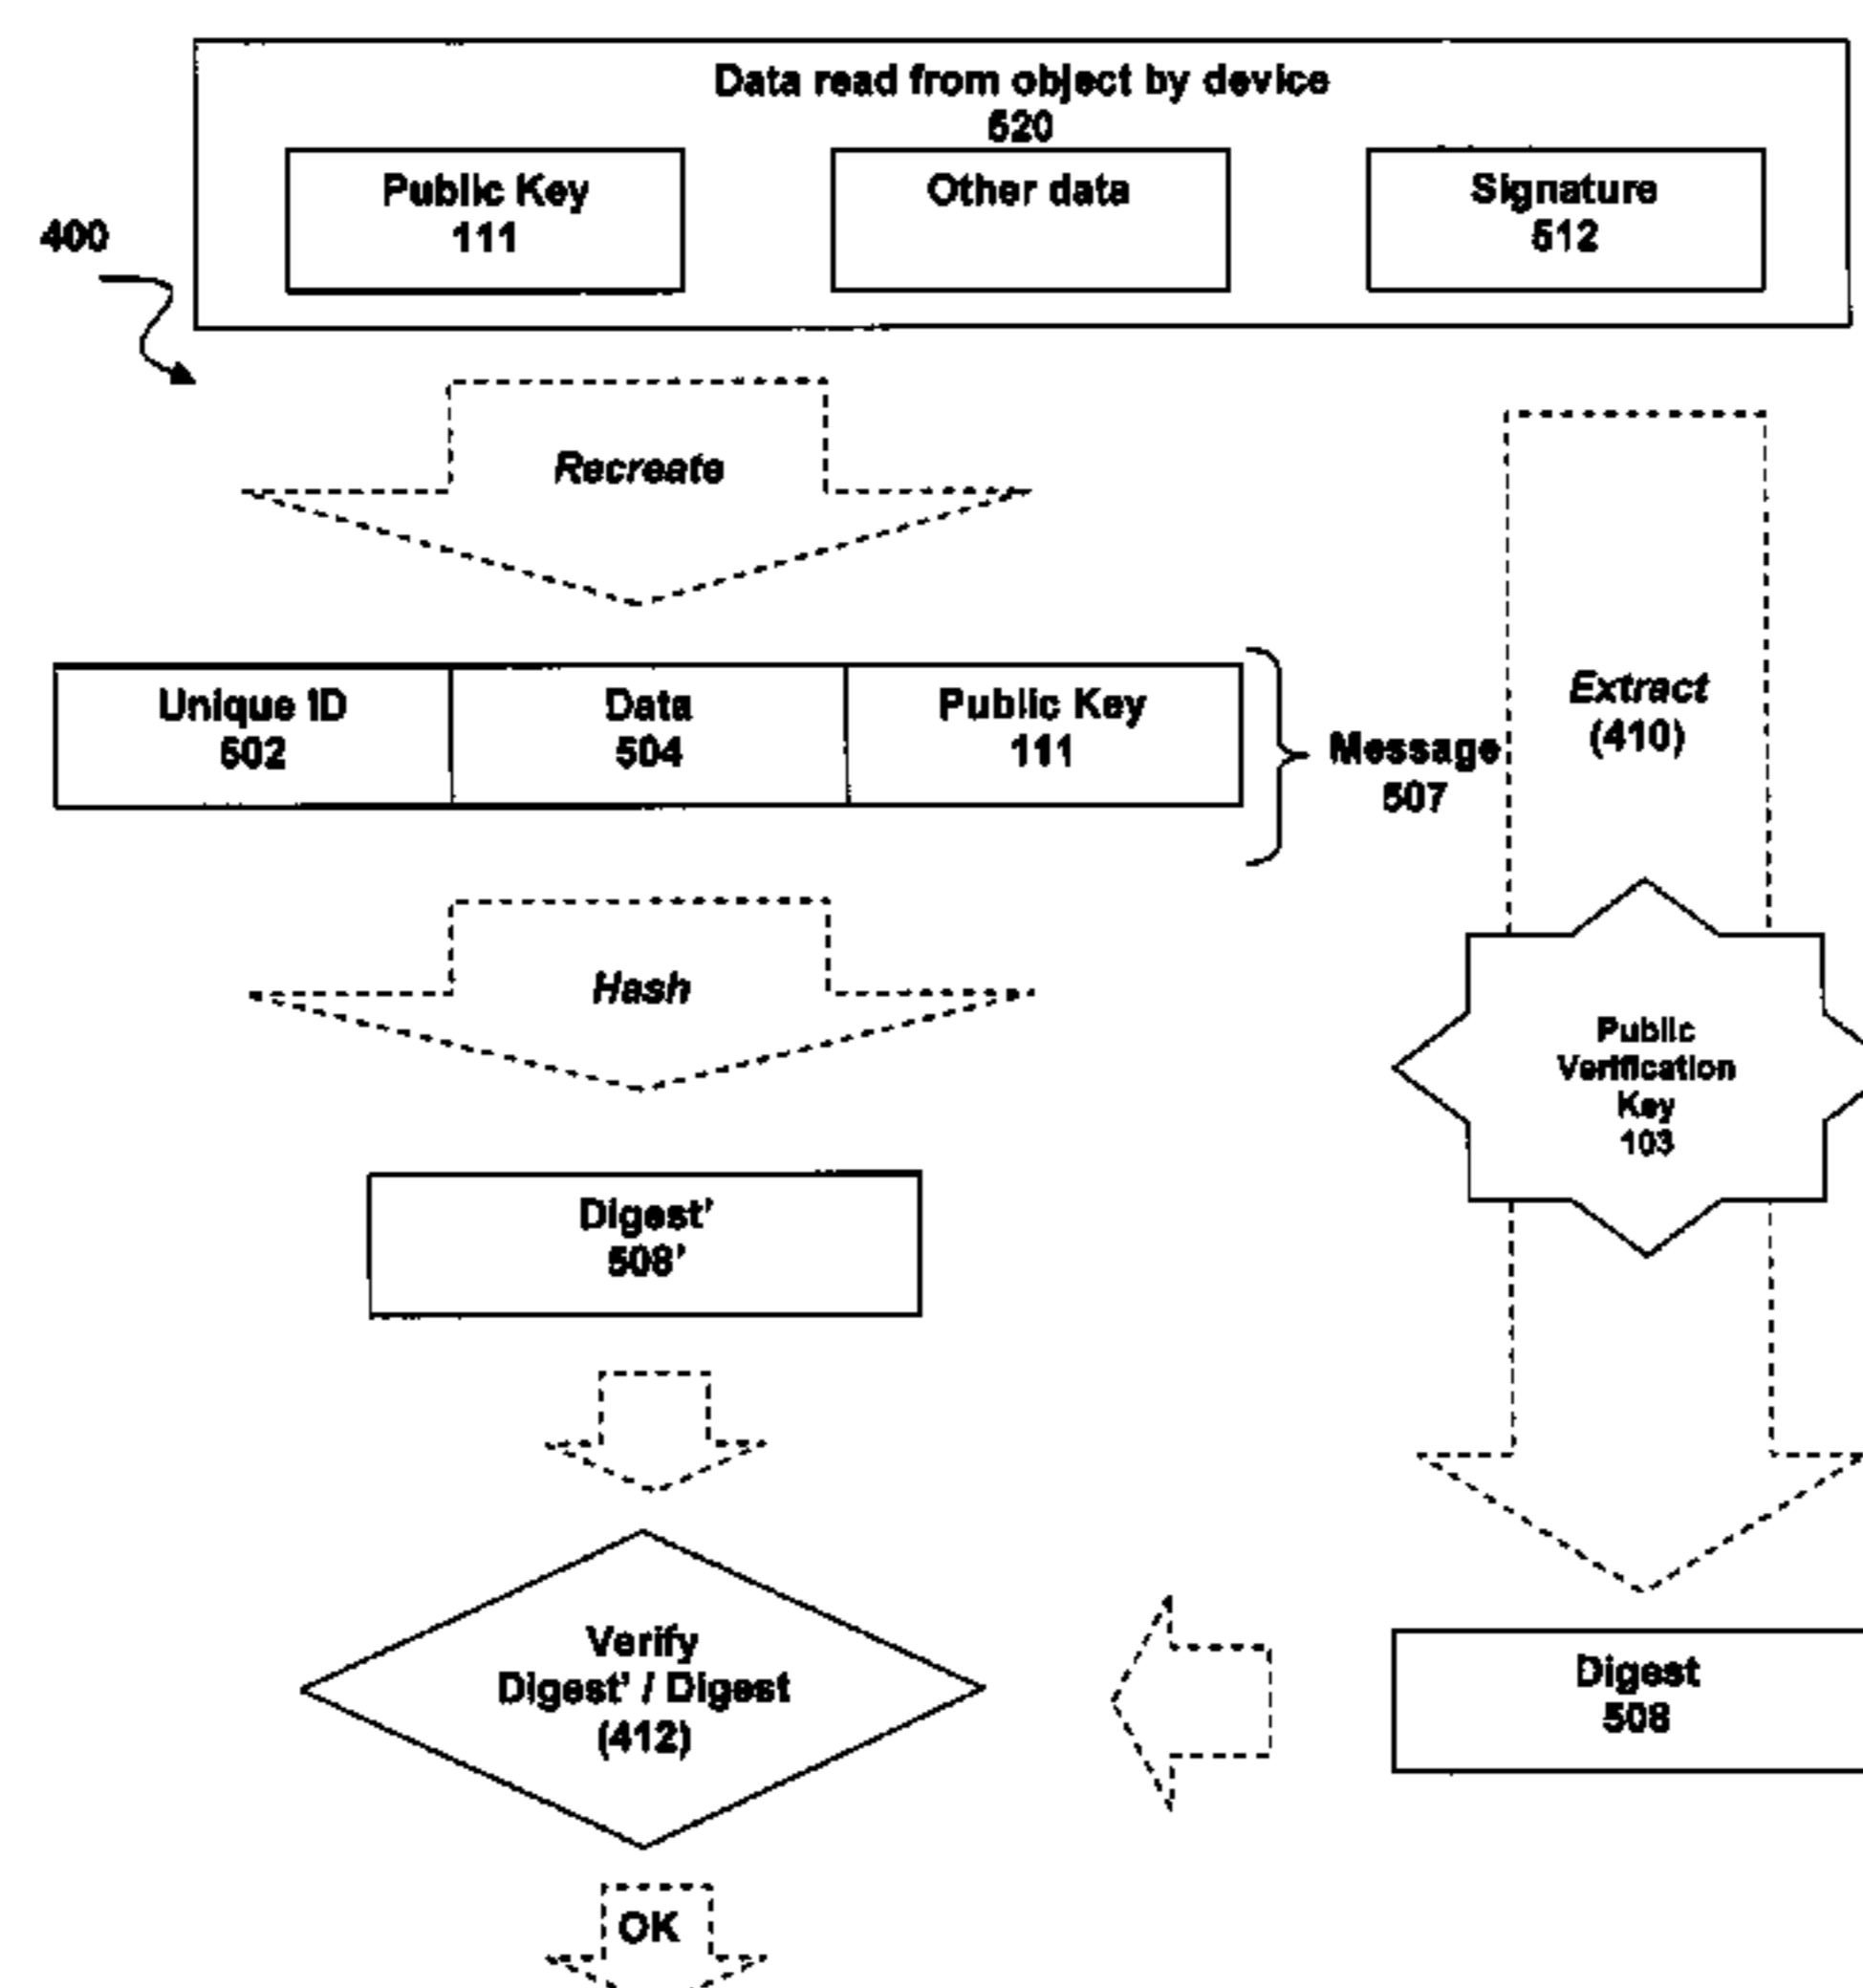 Data read from object by device
520
Public Key
111
Other data
Signature
512
400
Recreate
Unique ID
502
Data
504
Public Key
111
Message
507
Extract
(410)
Hash
Public
Verification
Key
103
Digest'
508'
Verify
Digest' / Digest
(412)
Digest
508
OK